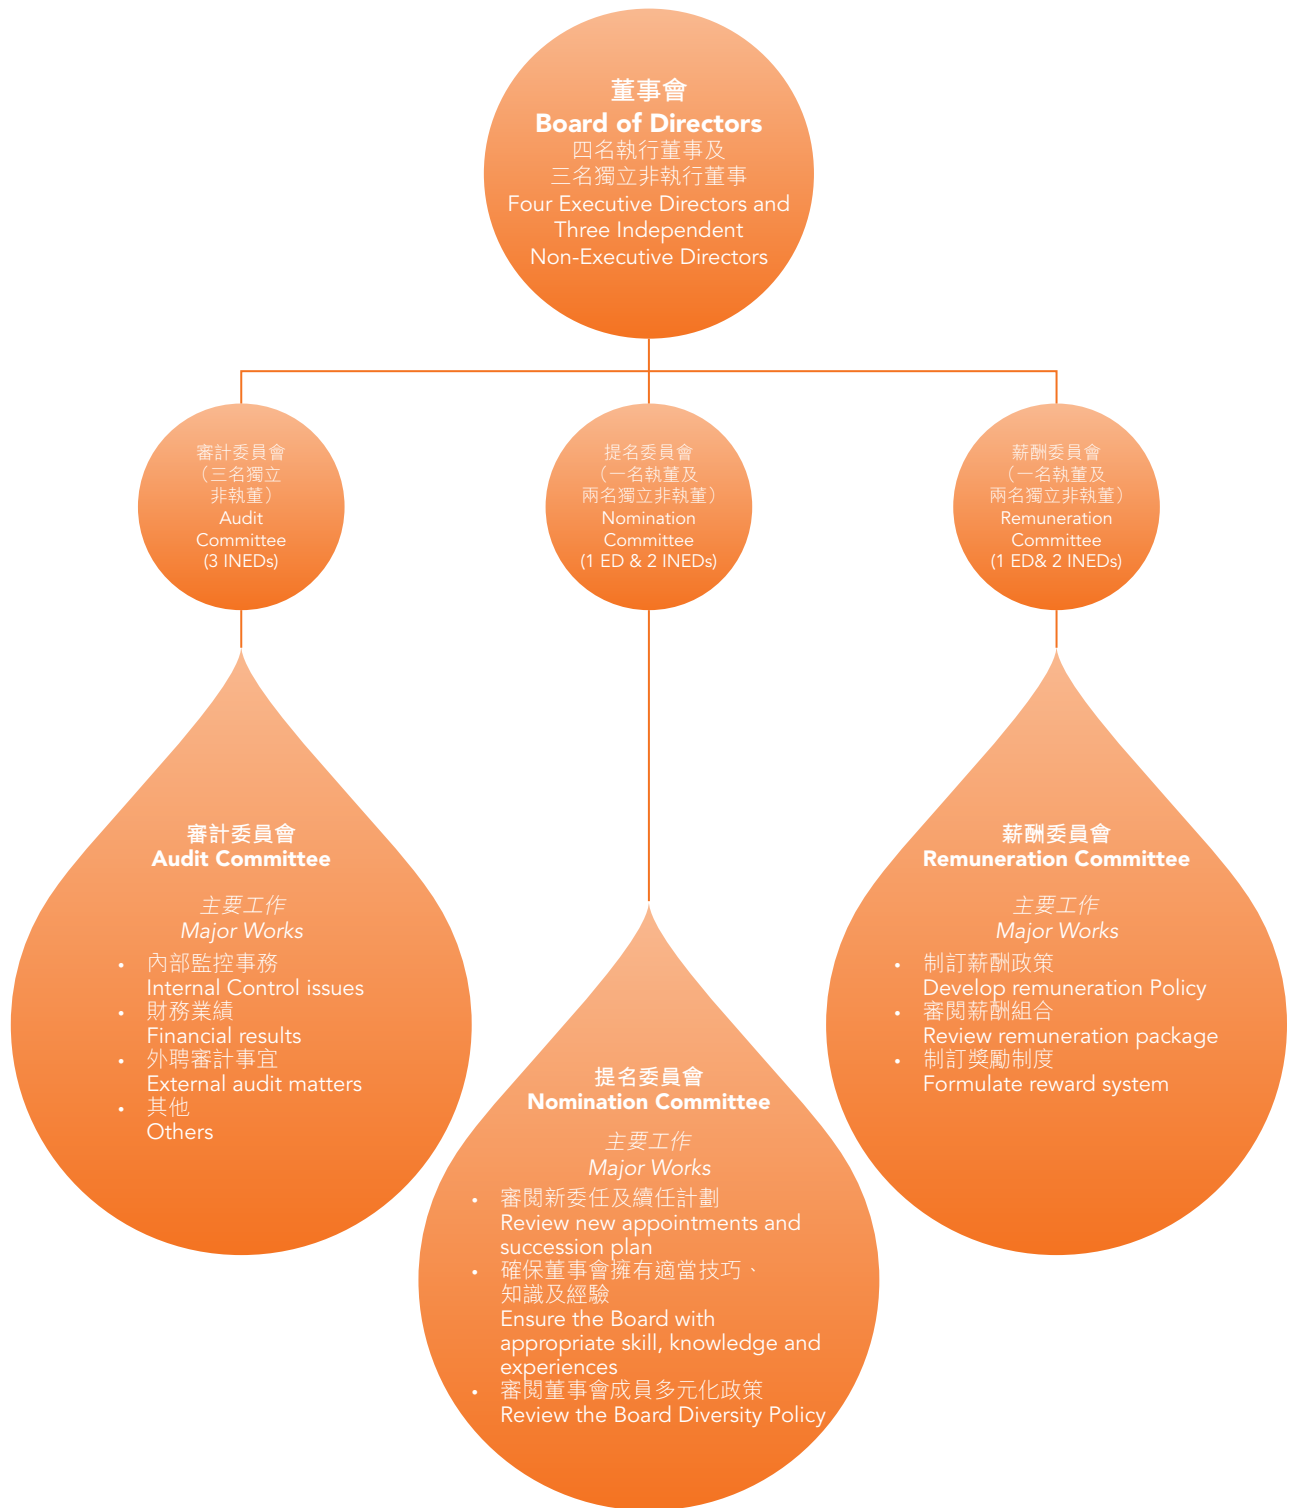 董事會
Board of Directors
四名執行董事及
三名獨立非執行董事
Four Executive Directors and
Three Independent
Non-Executive Directors
審計委員會
（三名獨立
非執董）
Audit
Committee
(3 INEDs)
提名委員會
（一名執董及
兩名獨立非執董）
Nomination
Committee
(1 ED & 2 INEDs)
薪酬委員會
（一名執董及
兩名獨立非執董）
Remuneration
Committee
(1 ED& 2 INEDs)
審計委員會
Audit Committee
主要工作
Major Works
• 內部監控事務
Internal Control issues
• 財務業績
Financial results
• 外聘審計事宜
External audit matters
• 其他
Others
提名委員會
Nomination Committee
主要工作
Major Works
• 審閱新委任及續任計劃
Review new appointments and
succession plan
• 確保董事會擁有適當技巧、
知識及經驗
Ensure the Board with
appropriate skill, knowledge and
experiences
• 審閱董事會成員多元化政策
Review the Board Diversity Policy
薪酬委員會
Remuneration Committee
主要工作
Major Works
• 制訂薪酬政策
Develop remuneration Policy
• 審閱薪酬組合
Review remuneration package
• 制訂獎勵制度
Formulate reward system